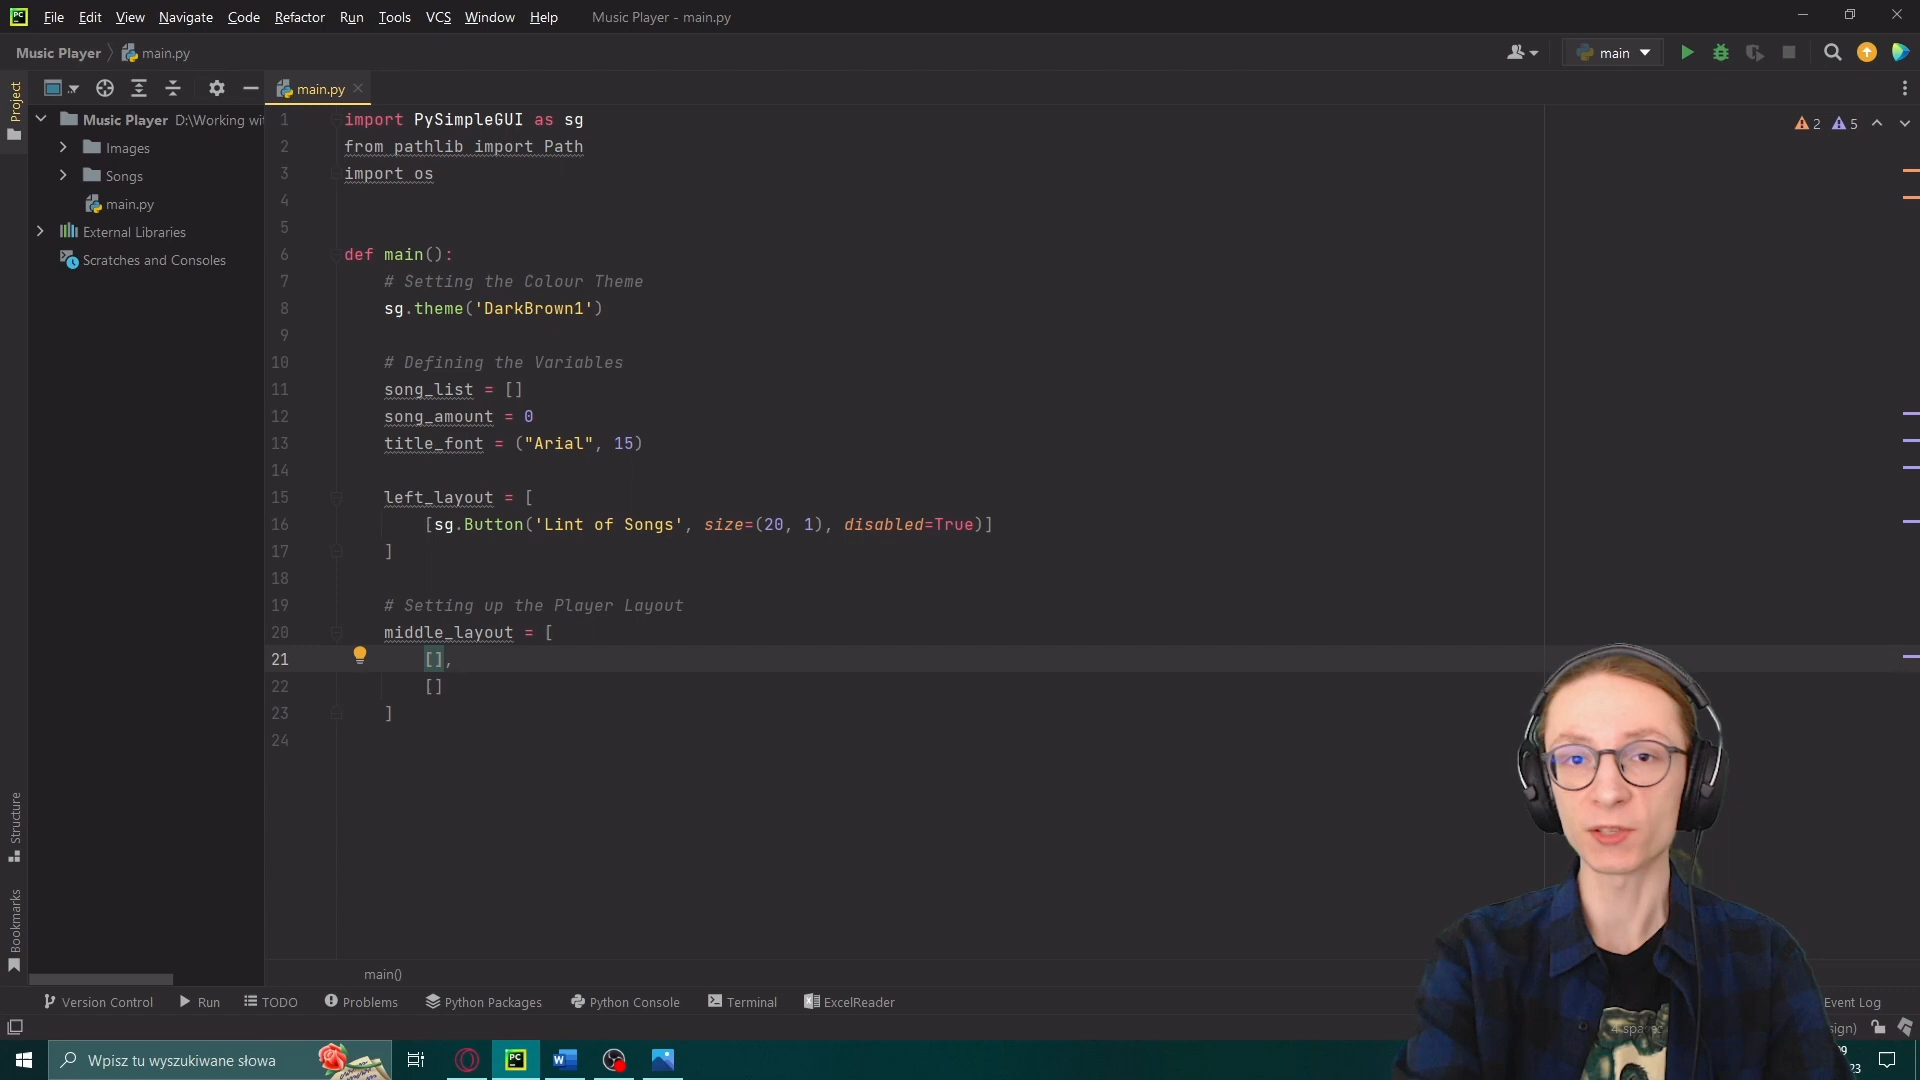 File Edit View Navigate Code Refactor Run Tools VCS Window Help Music Player - main.py
Music Player main.py main
Project
main.py
Music Player D:\Working wi
Images
Songs
main.py
External Libraries
Scratches and Consoles
2 5
1 import PySimpleGUI as sg
2 from pathlib import Path
3 import os
4
5
6 def main():
7 # Setting the Colour Theme
8 sg.theme('DarkBrown1')
9
10 # Defining the Variables
11 song_list = []
12 song_amount = 0
13 title_font = ("Arial", 15)
14
15 left_layout = [
16 [sg.Button('Lint of Songs', size=(20, 1), disabled=True)]
17 ]
18
19 # Setting up the Player Layout
20 middle_layout = [
21 [],
22 []
23 ]
24
Structure
Bookmarks
main()
Version Control Run TODO Problems Python Packages Python Console Terminal ExcelReader Event Log
4 spa sign)
Wpisz tu wyszukiwane słowa